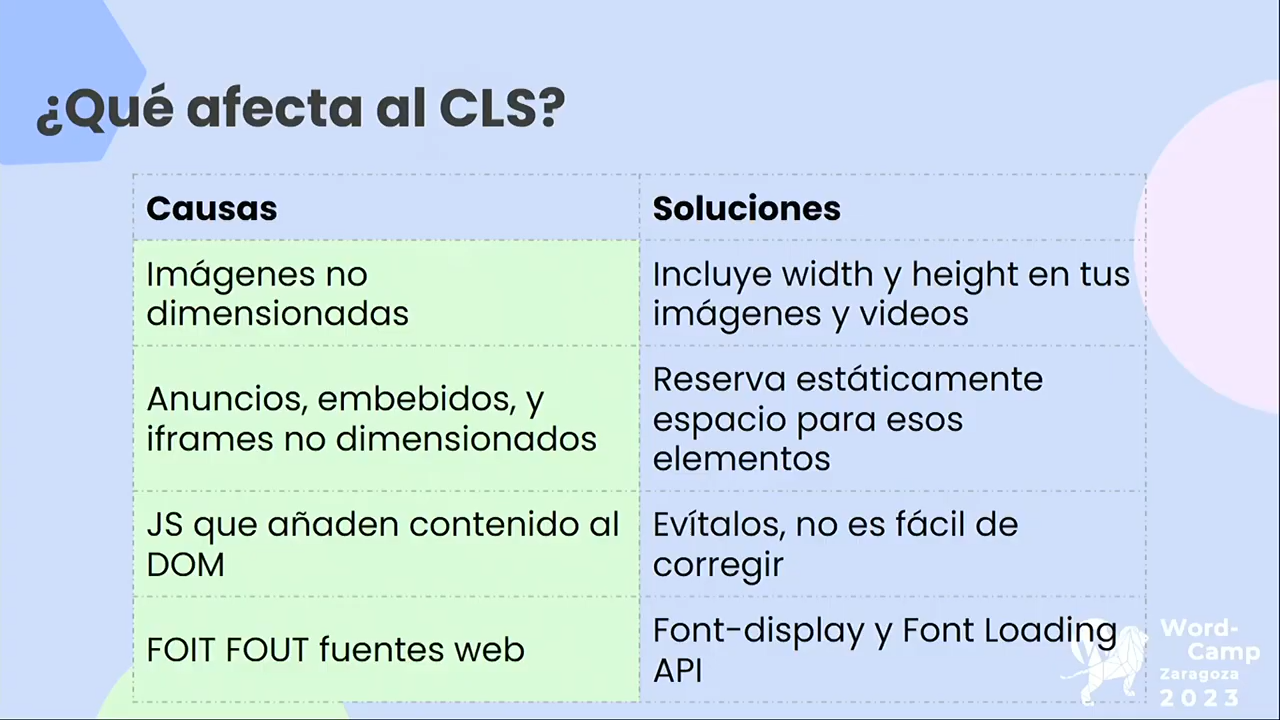 ¿Qué afecta al CLS?
Causas
Soluciones
Imágenes no
dimensionadas
Incluye width y height en tus
imágenes y videos
Anuncios, embebidos, y
iframes no dimensionados
Reserva estáticamente
espacio para esos
elementos
JS que añaden contenido al
DOM
Evítalos, no es fácil de
corregir
FOIT FOUT fuentes web
Font-display y Font Loading
API
Word-
Camp
Zaragoza
2023